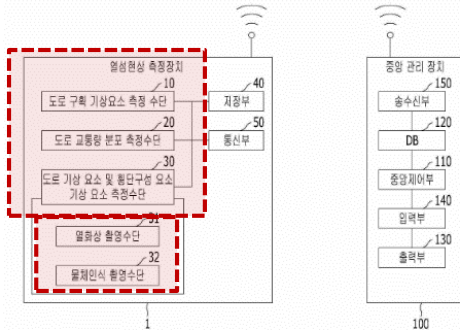 열섬현상 측정장치
10
도로 구획 기상요소 측정 수단
20
도로 교통량 분포 측정수단
30
도로 기상 요소 및 횡단구성 요소
기상 요소 측정수단
31
열화상 촬영수단
32
물체인식 촬영수단
40
저장부
50
통신부
1
중앙 관리 장치
150
송수신부
120
DB
110
중앙제어부
140
입력부
130
출력부
100